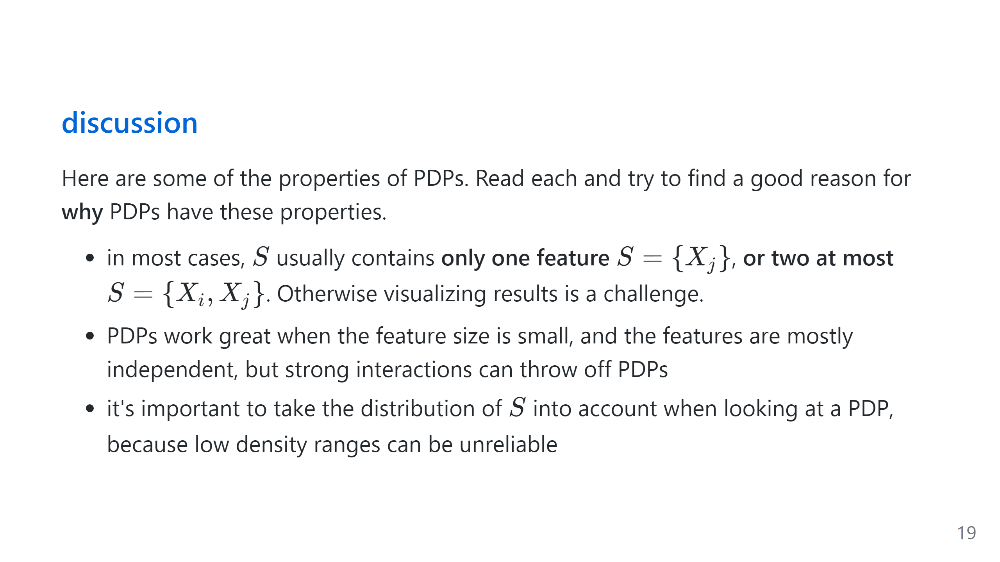 discussion
Here are some of the properties of PDPs. Read each and try to find a good reason for
why PDPs have these properties.
• in most cases, S usually contains only one feature S = {X_j}, or two at most
S = {X_i, X_j}. Otherwise visualizing results is a challenge.
• PDPs work great when the feature size is small, and the features are mostly
independent, but strong interactions can throw off PDPs
• it's important to take the distribution of S into account when looking at a PDP,
because low density ranges can be unreliable
19